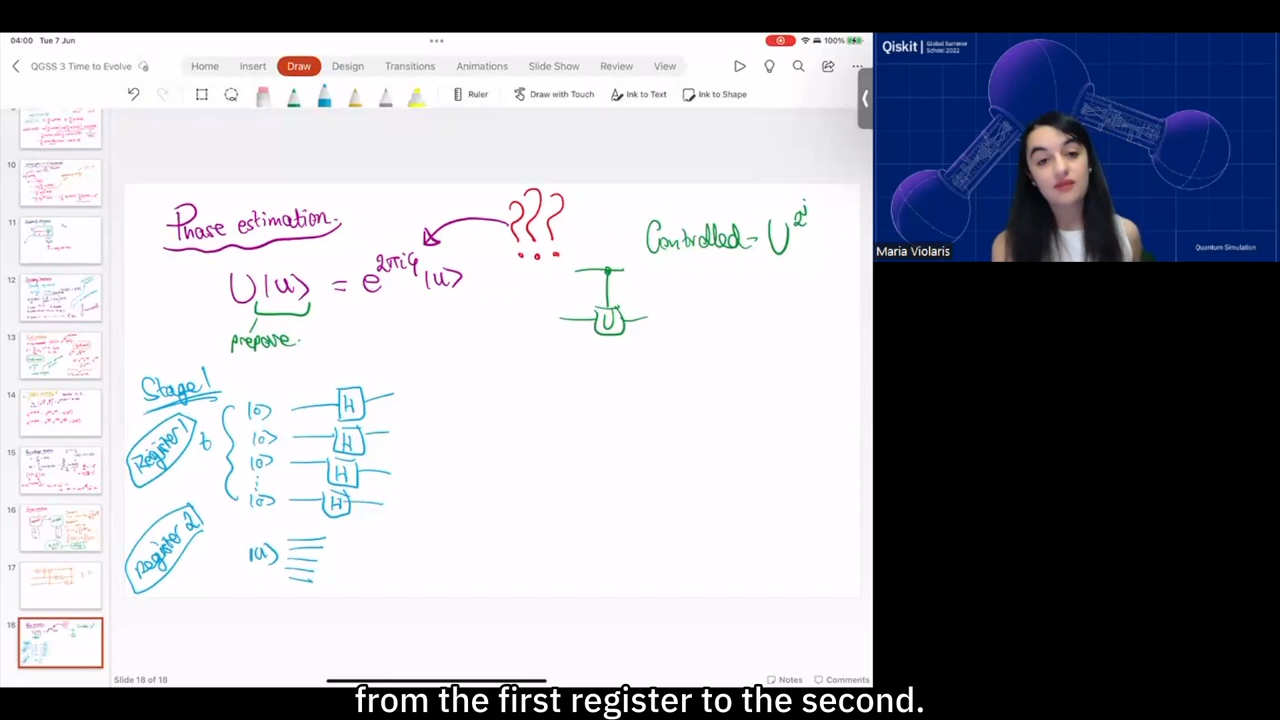 04:00 Tue 7 Jun
100%
QGSS 3 Time to Evolve
Home Insert Draw Design Transitions Animations Slide Show Review View
Ruler Draw with Touch Ink to Text Ink to Shape
10
11
12
13
14
15
16
17
18
Phase estimation.
???
Controlled- U^{2^j}
U|u⟩ = e^{2πiφ} |u⟩
prepare.
U
Stage 1
Register 1
t
|0⟩ H
|0⟩ H
|0⟩ H
⋮
|0⟩ H
Register 2
|u⟩
Slide 18 of 18
Notes Comments
Qiskit | Global Summer School 2022
Maria Violaris
Quantum Simulation
from the first register to the second.